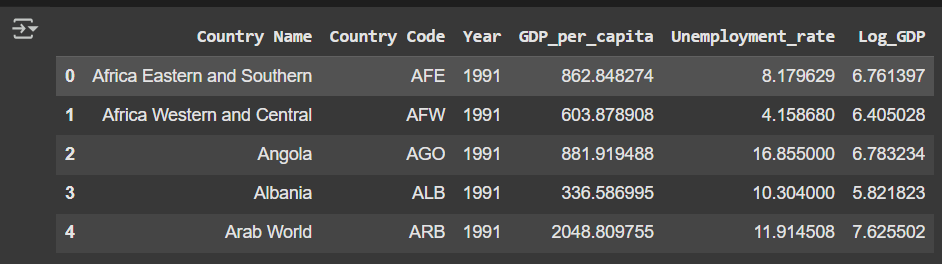 Country Name Country Code Year GDP_per_capita Unemployment_rate Log_GDP
0 Africa Eastern and Southern AFE 1991 862.848274 8.179629 6.761397
1 Africa Western and Central AFW 1991 603.878908 4.158680 6.405028
2 Angola AGO 1991 881.919488 16.855000 6.783234
3 Albania ALB 1991 336.586995 10.304000 5.821823
4 Arab World ARB 1991 2048.809755 11.914508 7.625502